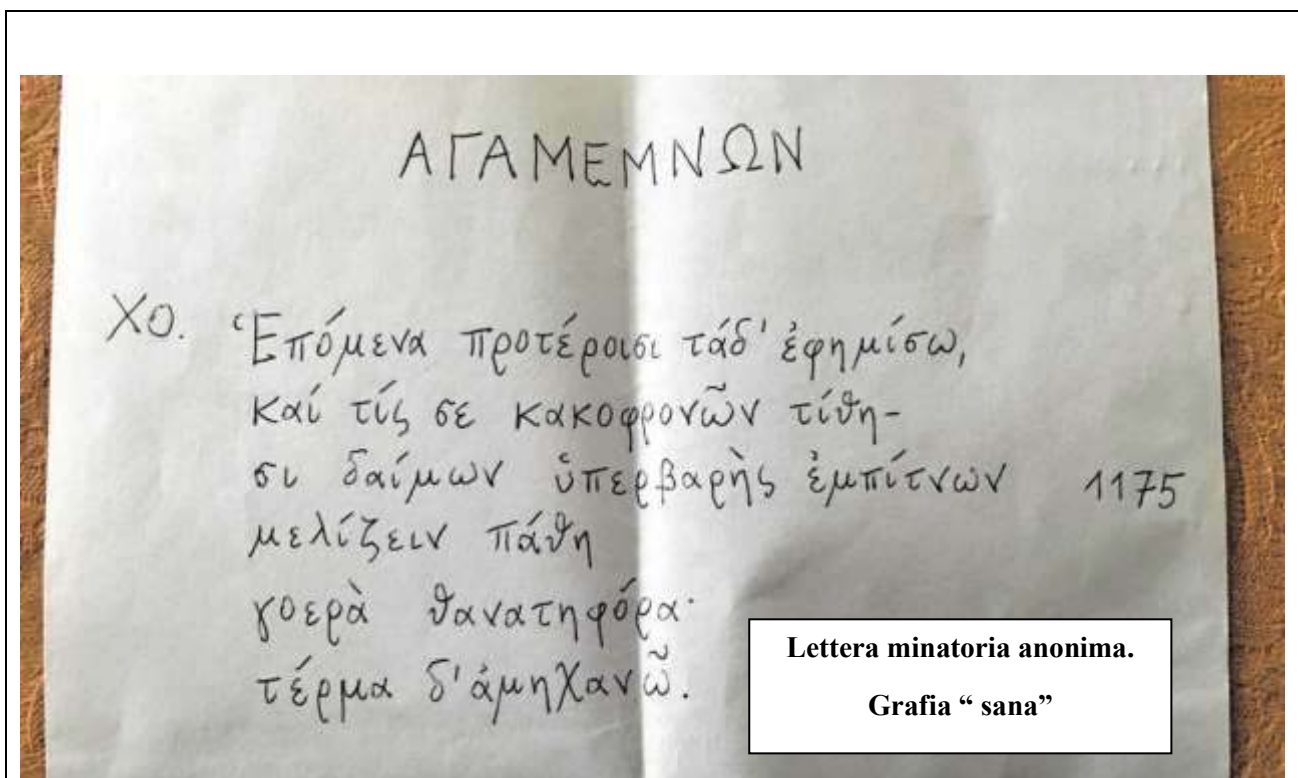 ΑΓΑΜΕΜΝΩΝ
ΧΟ. Ἑπόμενα προτέροισι τάδ' ἐφημίσω,
καί τίς σε κακοφρονῶν τίθη-
σι δαίμων ὑπερβαρὴς ἐμπίτνων 1175
μελίζειν πάθη
γοερὰ θανατηφόρα·
τέρμα δ' ἀμηχανῶ.
Lettera minatoria anonima.
Grafia “ sana”